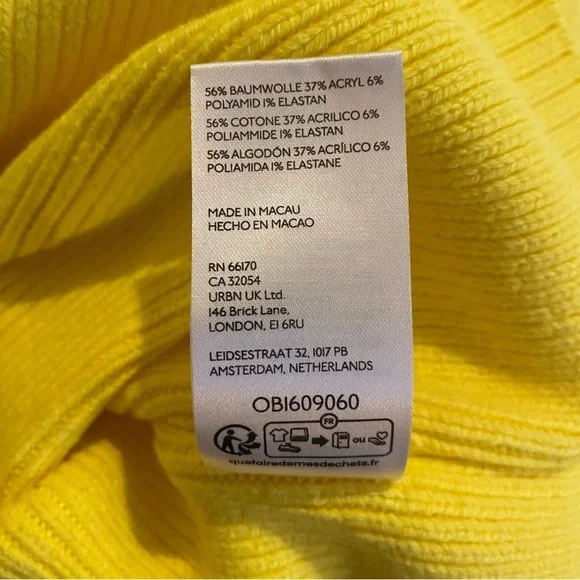 56% BAUMWOLLE 37% ACRYL 6%
POLYAMID 1% ELASTAN
56% COTONE 37% ACRILICO 6%
POLIAMMIDE 1% ELASTAN
56% ALGODÓN 37% ACRÍLICO 6%
POLIAMIDA 1% ELASTANE
MADE IN MACAU
HECHO EN MACAO
RN 66170
CA 32054
URBN UK Ltd.
146 Brick Lane,
LONDON, E1 6RU
LEIDSESTRAAT 32, 1017 PB
AMSTERDAM, NETHERLANDS
OB1609060
FR
OU
quefairedemesdechets.fr